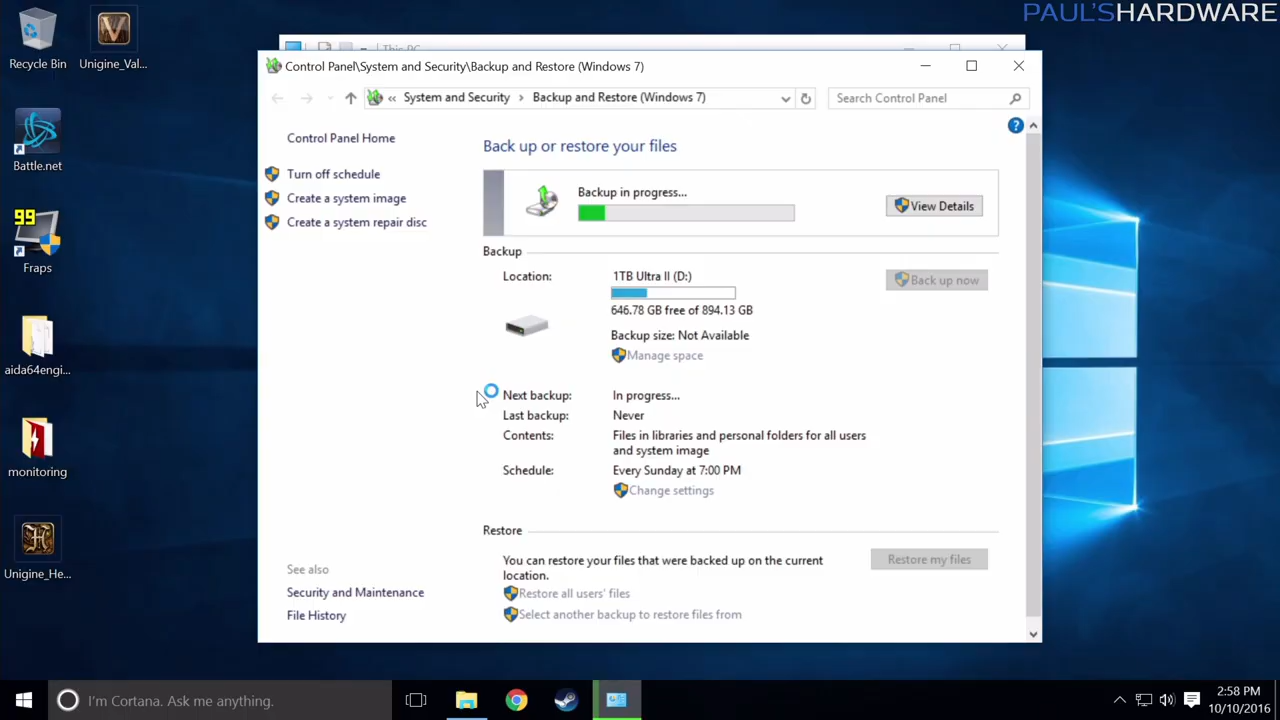 PAUL'SHARDWARE
Recycle Bin
Unigine_Val...
Battle.net
99
Fraps
aida64engi...
monitoring
Unigine_He...
This PC
Control Panel\System and Security\Backup and Restore (Windows 7)
« System and Security > Backup and Restore (Windows 7)
Search Control Panel
Control Panel Home
Turn off schedule
Create a system image
Create a system repair disc
See also
Security and Maintenance
File History
Back up or restore your files
Backup in progress...
View Details
Backup
Location:
1TB Ultra II (D:)
Back up now
646.78 GB free of 894.13 GB
Backup size: Not Available
Manage space
Next backup: In progress...
Last backup: Never
Contents: Files in libraries and personal folders for all users
and system image
Schedule: Every Sunday at 7:00 PM
Change settings
Restore
You can restore your files that were backed up on the current
location.
Restore my files
Restore all users' files
Select another backup to restore files from
I'm Cortana. Ask me anything.
2:58 PM
10/10/2016